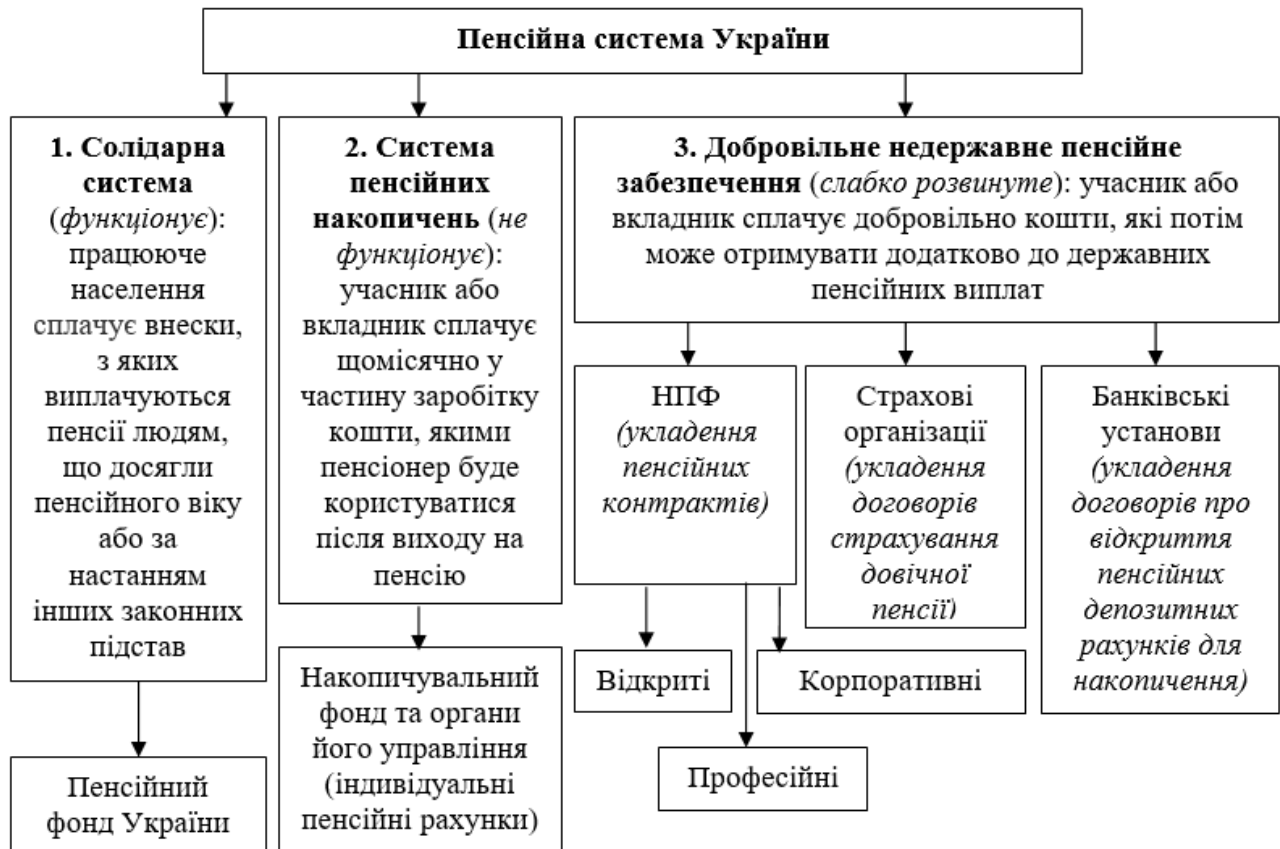 Пенсійна система України
1. Солідарна
система
(функціонує):
працююче
населення
сплачує внески,
з яких
виплачуються
пенсії людям,
що досягли
пенсійного віку
або за
настанням
інших законних
підстав
Пенсійний
фонд України
2. Система
пенсійних
накопичень (не
функціонує):
учасник або
вкладник сплачує
щомісячно у
частину заробітку
кошти, якими
пенсіонер буде
користуватися
після виходу на
пенсію
Накопичувальний
фонд та органи
його управління
(індивідуальні
пенсійні рахунки)
3. Добровільне недержавне пенсійне
забезпечення (слабко розвинуте): учасник або
вкладник сплачує добровільно кошти, які потім
може отримувати додатково до державних
пенсійних виплат
НПФ
(укладення
пенсійних
контрактів)
Відкриті
Професійні
Корпоративні
Страхові
організації
(укладення
договорів
страхування
довічної
пенсії)
Банківські
установи
(укладення
договорів про
відкриття
пенсійних
депозитних
рахунків для
накопичення)